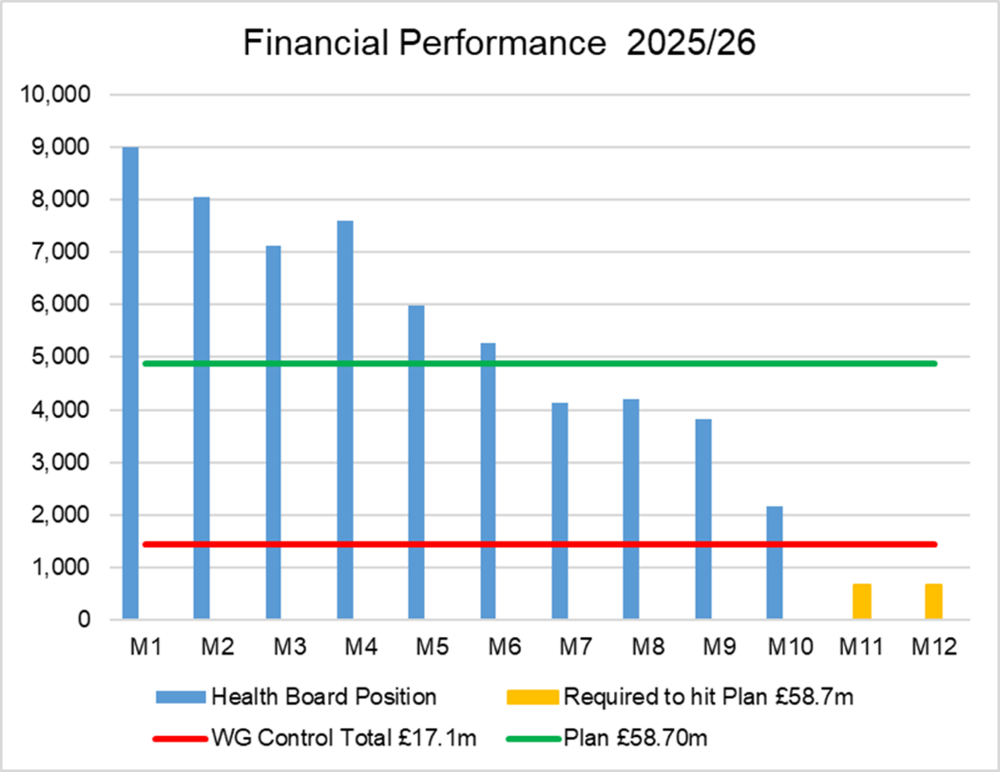 Financial Performance 2025/26
10,000
9,000
8,000
7,000
6,000
5,000
4,000
3,000
2,000
1,000
0
M1 M2 M3 M4 M5 M6 M7 M8 M9 M10 M11 M12
Health Board Position Required to hit Plan £58.7m
WG Control Total £17.1m Plan £58.70m